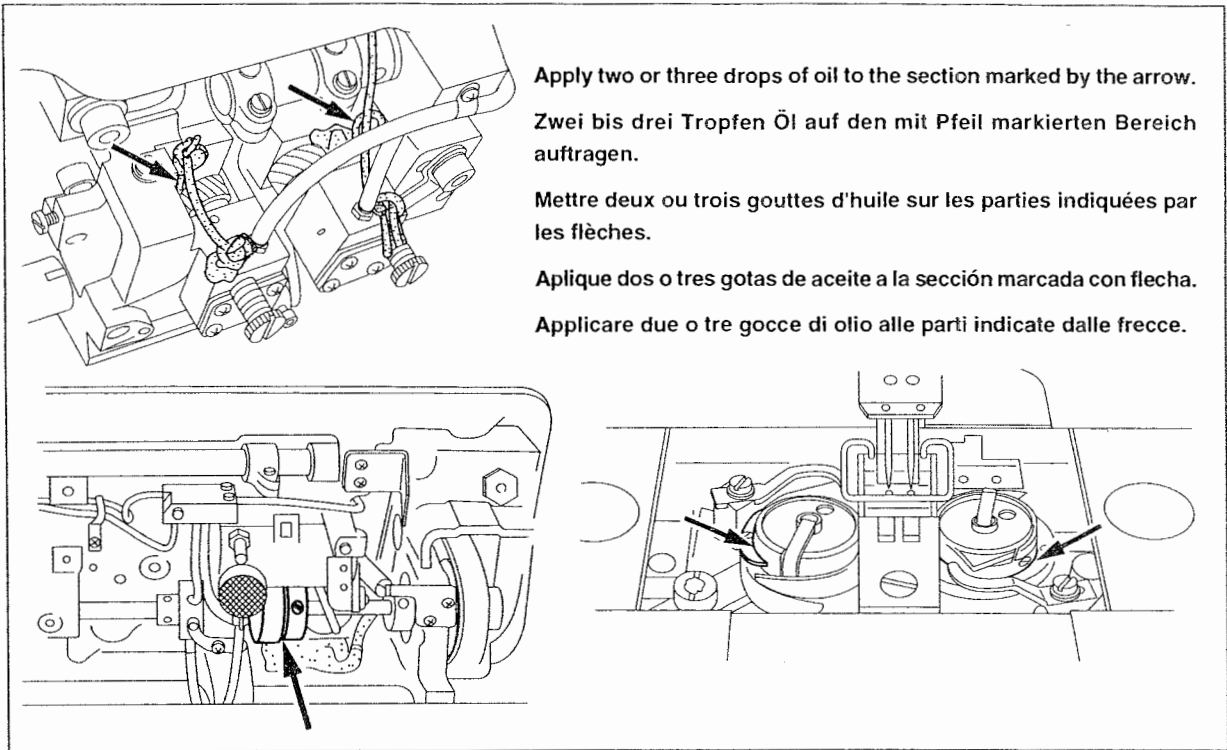 Apply two or three drops of oil to the section marked by the arrow.
Zwei bis drei Tropfen Öl auf den mit Pfeil markierten Bereich
auftragen.
Mettre deux ou trois gouttes d'huile sur les parties indiquées par
les flèches.
Aplique dos o tres gotas de aceite a la sección marcada con flecha.
Applicare due o tre gocce di olio alle parti indicate dalle frecce.